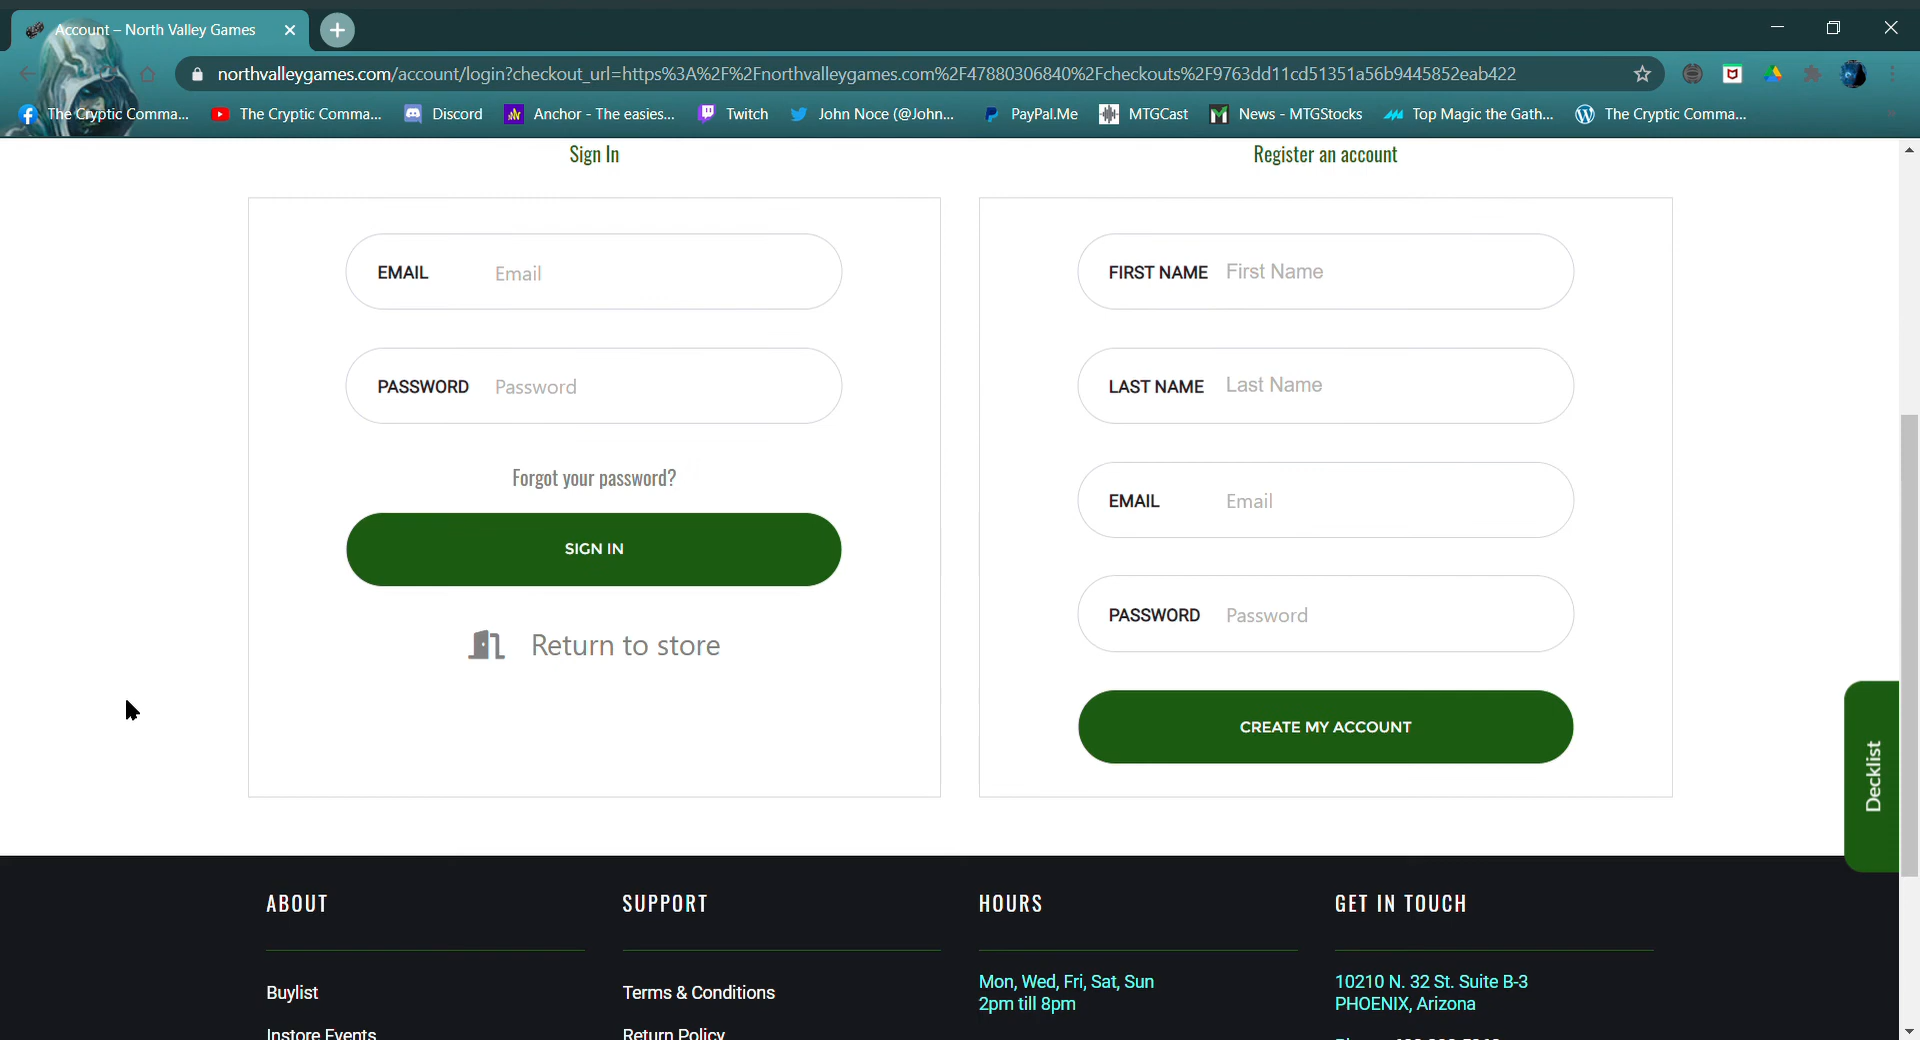 Account – North Valley Games
northvalleygames.com/account/login?checkout_url=https%3A%2F%2Fnorthvalleygames.com%2F47880306840%2Fcheckouts%2F9763dd11cd51351a56b9445852eab422
The Cryptic Comma...
The Cryptic Comma...
Discord
Anchor - The easies...
Twitch
John Noce (@John...
PayPal.Me
MTGCast
News - MTGStocks
Top Magic the Gath...
The Cryptic Comma...
Sign In
EMAIL Email
PASSWORD Password
Forgot your password?
SIGN IN
Return to store
Register an account
FIRST NAME First Name
LAST NAME Last Name
EMAIL Email
PASSWORD Password
CREATE MY ACCOUNT
Decklist
ABOUT
Buylist
Instore Events
SUPPORT
Terms & Conditions
Return Policy
HOURS
Mon, Wed, Fri, Sat, Sun
2pm till 8pm
GET IN TOUCH
10210 N. 32 St. Suite B-3
PHOENIX, Arizona